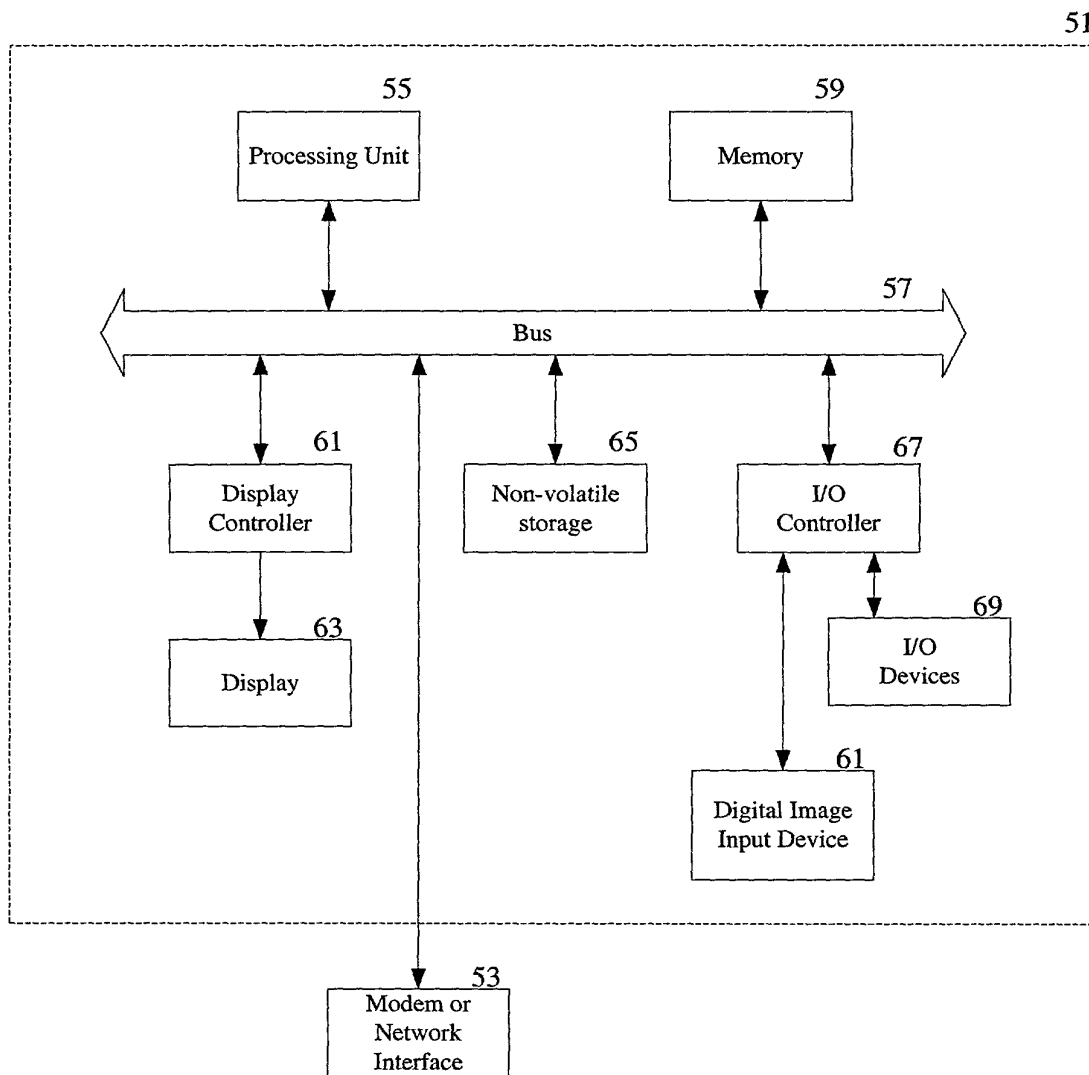 51
55
Processing Unit
59
Memory
57
Bus
61
Display
Controller
65
Non-volatile
storage
67
I/O
Controller
63
Display
69
I/O
Devices
61
Digital Image
Input Device
53
Modem or
Network
Interface